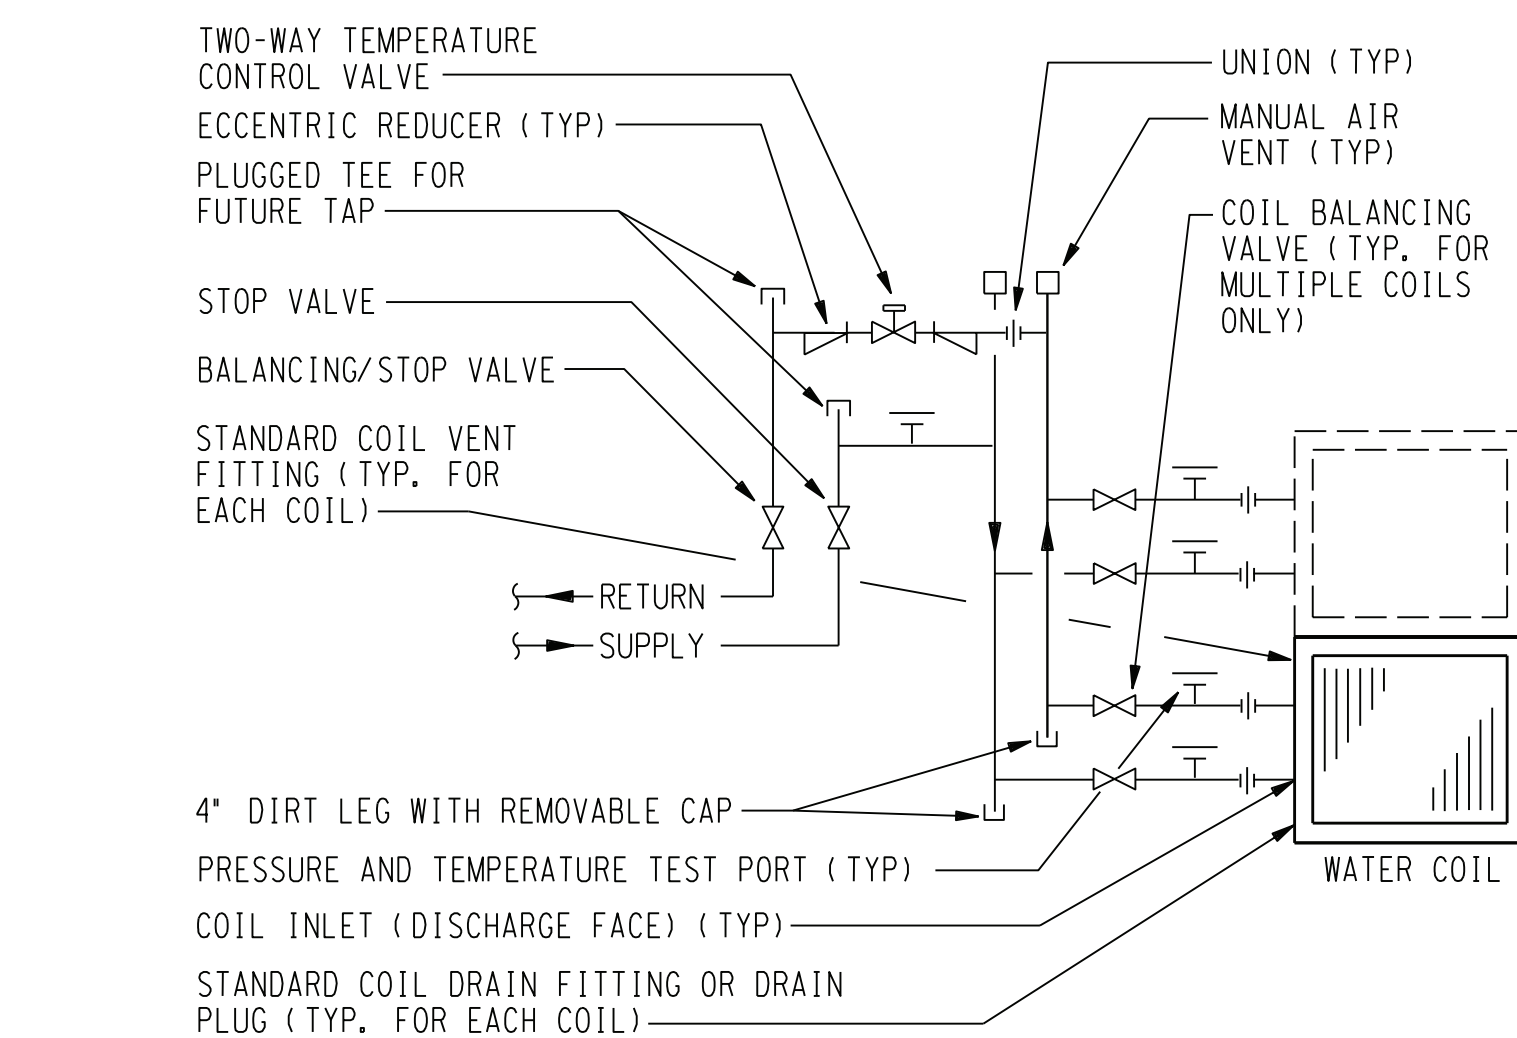 TWO-WAY TEMPERATURE
CONTROL VALVE
ECCENTRIC REDUCER (TYP)
PLUGGED TEE FOR
FUTURE TAP
STOP VALVE
BALANCING/STOP VALVE
STANDARD COIL VENT
FITTING (TYP. FOR
EACH COIL)
RETURN
SUPPLY
UNION (TYP)
MANUAL AIR
VENT (TYP)
COIL BALANCING
VALVE (TYP. FOR
MULTIPLE COILS
ONLY)
4" DIRT LEG WITH REMOVABLE CAP
PRESSURE AND TEMPERATURE TEST PORT (TYP)
WATER COIL
COIL INLET (DISCHARGE FACE) (TYP)
STANDARD COIL DRAIN FITTING OR DRAIN
PLUG (TYP. FOR EACH COIL)